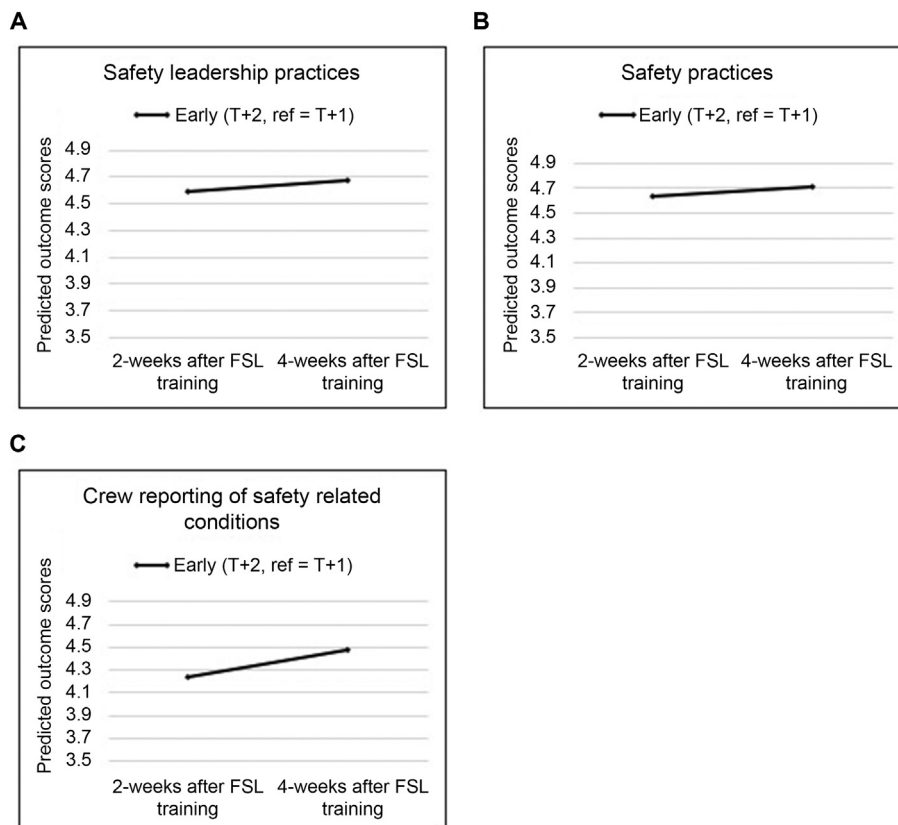 A
Safety leadership practices
Early (T+2, ref = T+1)
Predicted outcome scores
4.9
4.7
4.5
4.3
4.1
3.9
3.7
3.5
2-weeks after FSL
training
4-weeks after FSL
training
B
Safety practices
Early (T+2, ref = T+1)
Predicted outcome scores
4.9
4.7
4.5
4.3
4.1
3.9
3.7
3.5
2-weeks after FSL
training
4-weeks after FSL
training
C
Crew reporting of safety related
conditions
Early (T+2, ref = T+1)
Predicted outcome scores
4.9
4.7
4.5
4.3
4.1
3.9
3.7
3.5
2-weeks after FSL
training
4-weeks after FSL
training